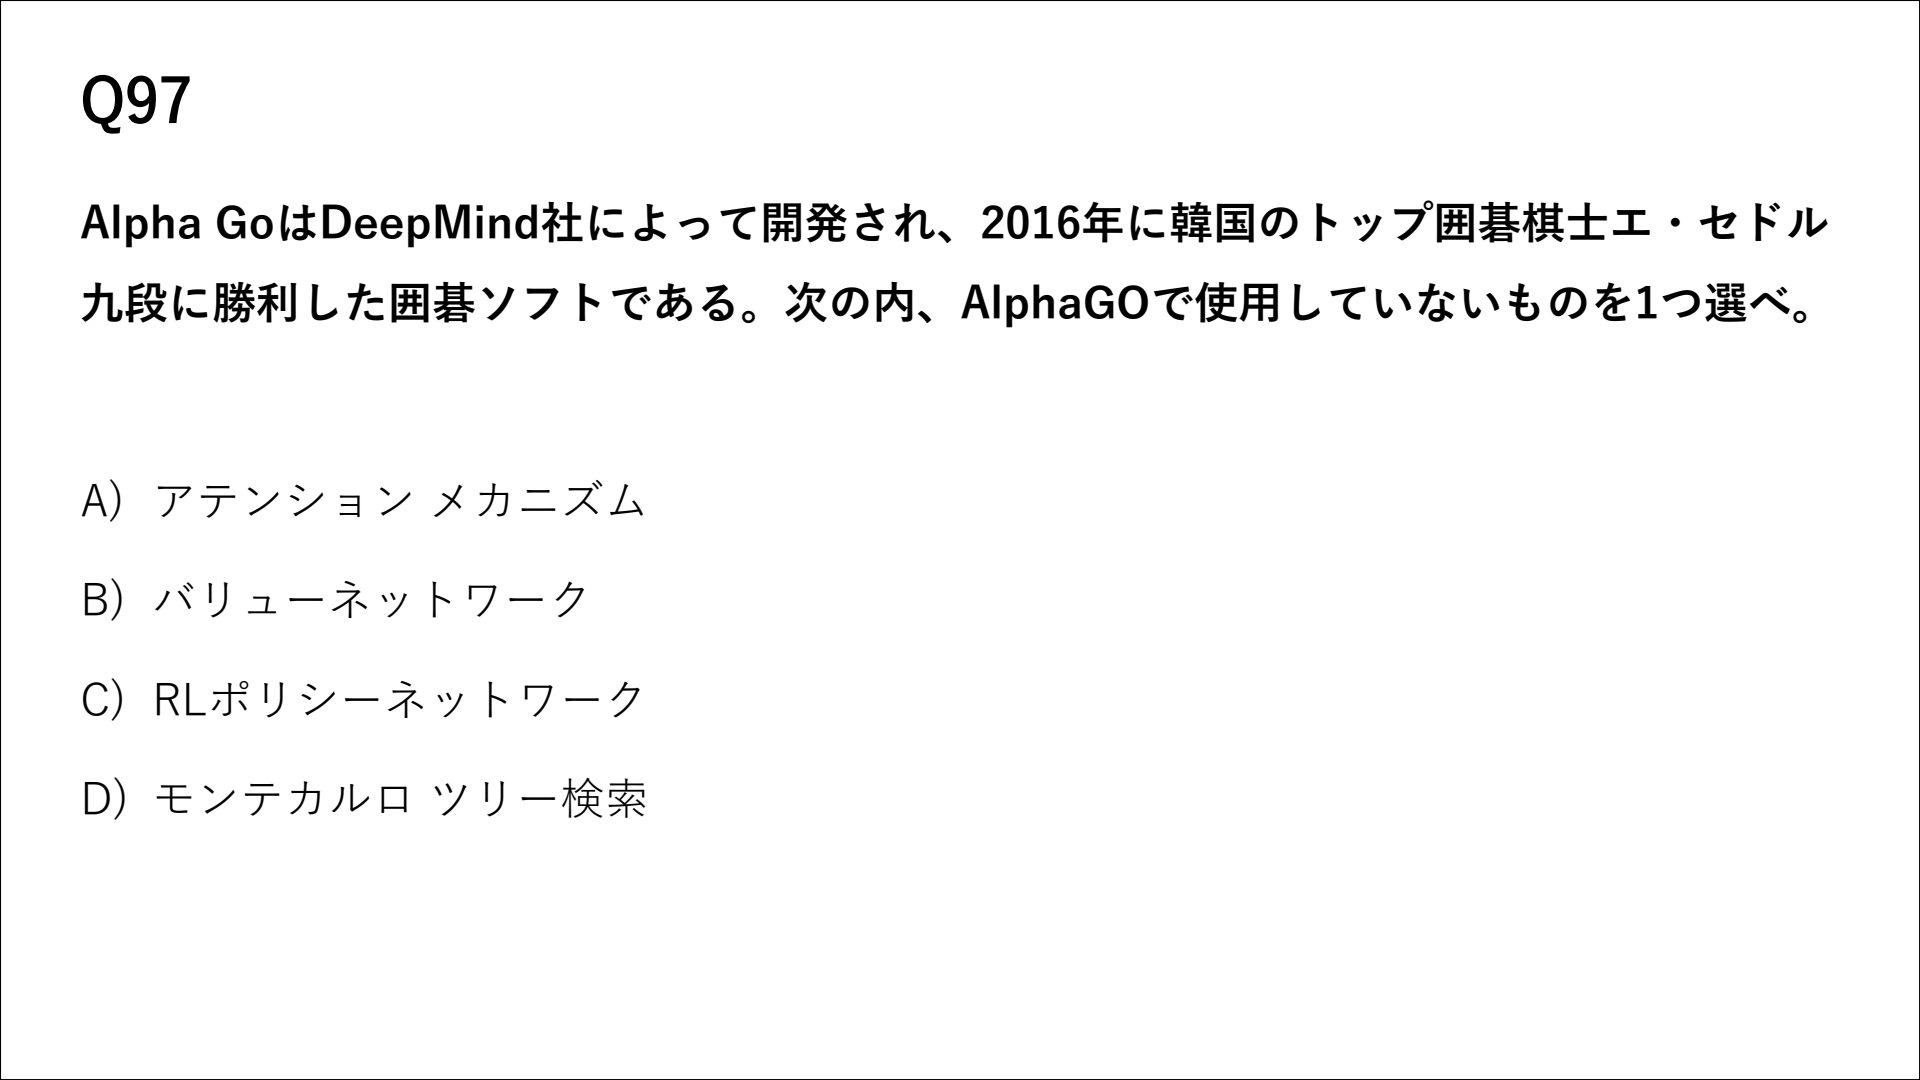 Q97
Alpha GoはDeepMind社によって開発され、2016年に韓国のトップ囲碁棋士エ・セドル
九段に勝利した囲碁ソフトである。次の内、AlphaGOで使用していないものを1つ選べ。
A) アテンション メカニズム
B) バリューネットワーク
C) RLポリシーネットワーク
D) モンテカルロ ツリー検索